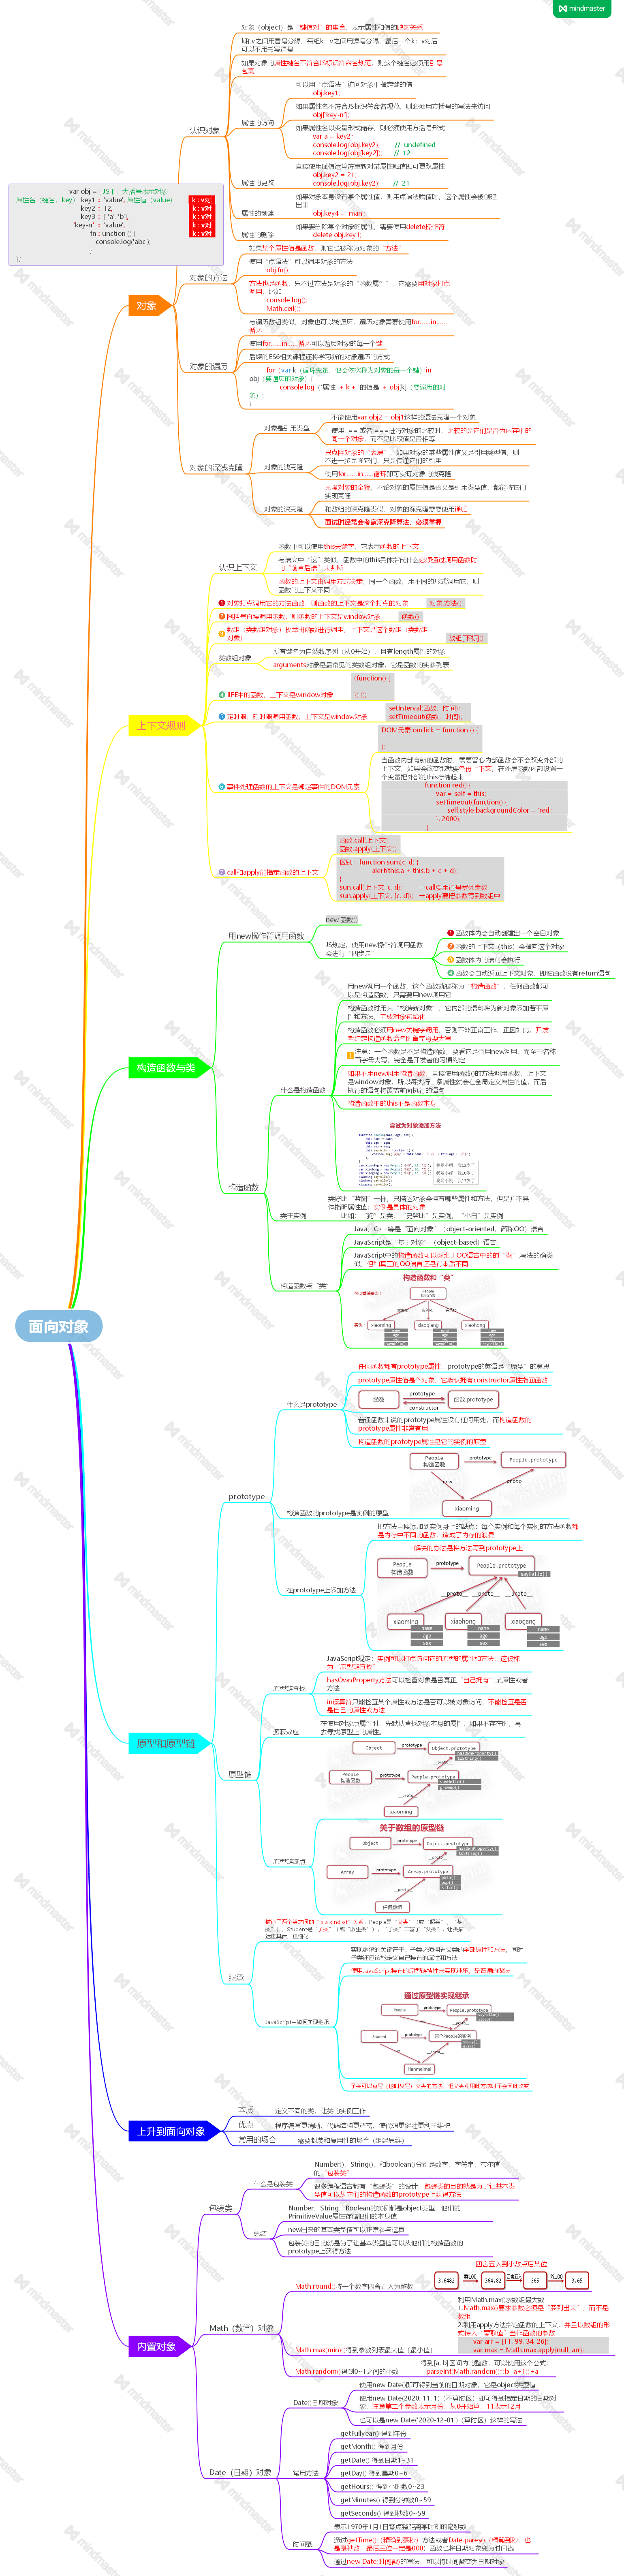 mindmaster
面向对象
对象
认识对象
对象（object）是“键值对”的集合，表示属性和值的映射关系
k和v之间用冒号分隔，每组k：v之间用逗号分隔，最后一个k：v对后
可以不用书写逗号
如果对象的属性键名不符合JS标识符命名规范，则这个键名必须用引号
包裹
属性的访问
可以用“点语法”访问对象中指定键的值
obj.key1;
如果属性名不符合JS标识符命名规范，则必须用方括号的写法来访问
obj['key-n'];
如果属性名以变量形式储存，则必须使用方括号形式
var a = key2;
console.log(obj.key2); // undefined
console.log(obj[key2]); // 12
属性的更改
直接使用赋值运算符重新对某属性赋值即可更改属性
obj.key2 = 21;
console.log(obj.key2); // 21
属性的创建
如果对象本身没有某个属性值，则用点语法赋值时，这个属性会被创建
出来
obj.key4 = 'man';
属性的删除
如果要删除某个对象的属性，需要使用delete操作符
delete obj.key1;
var obj = { JS中，大括号表示对象
属性名（键名，key） key1 : 'value', 属性值（value） k : v对
key2 : 12, k : v对
key3 : [ 'a', 'b'], k : v对
'key-n' : 'value', k : v对
fn : unction () { k : v对
console.log('abc');
}
};
对象的方法
如果某个属性值是函数，则它也被称为对象的“方法”
使用“点语法”可以调用对象的方法
obj.fn();
方法也是函数，只不过方法是对象的“函数属性”，它需要用对象打点
调用，比如
console.log();
Math.ceil();
对象的遍历
与遍历数组类似，对象也可以被遍历，遍历对象需要使用for……in……
循环
使用for……in……循环可以遍历对象的每一个键
后续的ES6相关课程还将学习新的对象遍历的方式
for（var k（循环变量，他会依次称为对象的每一个键）in
obj（要遍历的对象）{
console.log（'属性' + k + '的值是' + obj[k]（要遍历的对
象）;
}
对象的深浅克隆
对象是引用类型
不能使用var obj2 = obj1这样的语法克隆一个对象
使用 == 或者 ===进行对象的比较时，比较的是它们是否为内存中的
同一个对象，而不是比较值是否相等
对象的浅克隆
只克隆对象的“表层”，如果对象的某些属性值又是引用类型值，则
不进一步克隆它们，只是传递它们的引用
使用for……in……循环即可实现对象的浅克隆
对象的深克隆
克隆对象的全貌，不论对象的属性值是否又是引用类型值，都能将它们
实现克隆
和数组的深克隆类似，对象的深克隆需要使用递归
面试时经常会考察深克隆算法，必须掌握
上下文规则
认识上下文
函数中可以使用this关键字，它表示函数的上下文
与语文中“这”类似，函数中的this具体指代什么必须通过调用函数时
的“前言后语”来判断
函数的上下文由调用方式决定，同一个函数，用不同的形式调用它，则
函数的上下文不同
1 对象打点调用它的方法函数，则函数的上下文是这个打点的对象 对象.方法()
2 圆括号直接调用函数，则函数的上下文是window对象 函数()
3 数组（类数组对象）枚举出函数进行调用，上下文是这个数组（类数组
对象） 数组[下标]()
类数组对象
所有键名为自然数序列（从0开始），且有length属性的对象
arguments对象是最常见的类数组对象，它是函数的实参列表
4 IIFE中的函数，上下文是window对象
(function() {
}) ();
5 定时器、延时器调用函数，上下文是window对象
setInterval(函数，时间);
setTimeout(函数，时间);
6 事件处理函数的上下文是绑定事件的DOM元素
DOM元素.onclick = function () {
};
当函数内部有新的函数时，需要留心内部函数会不会改变外部的
上下文，如果会改变那就要备份上下文，在外层函数内部设置一
个变量把外部的this存储起来
function red() {
var = self = this;
setTimeout(function() {
self.style.backgroundColor = 'red';
}, 2000);
}
7 call和apply能指定函数的上下文
函数.call(上下文);
函数.apply(上下文);
区别：function sunv(c, d) {
alert(this.a + this.b + c + d);
}
sun.call(上下文, c, d); →call要用逗号罗列参数
sun.apply(上下文, [c, d]); →apply要把参数写到数组中
构造函数与类
用new操作符调用函数
new 函数()
JS规定，使用new操作符调用函数
会进行“四步走”
1 函数体内会自动创建出一个空白对象
2 函数的上下文（this）会指向这个对象
3 函数体内的语句会执行
4 函数会自动返回上下文对象，即使函数没有return语句
构造函数
什么是构造函数
用new调用一个函数，这个函数就被称为“构造函数”，任何函数都可
以是构造函数，只需要用new调用它
构造函数时用来“构造新对象”，它内部的语句将为新对象添加若干属
性和方法，完成对象初始化
构造函数必须用new关键字调用，否则不能正常工作，正因如此，开发
者约定构造函数命名时首字母要大写
! 注意：一个函数是不是构造函数，要看它是否用new调用，而至于名称
首字母大写，完全是开发者的习惯约定
如果不用new调用构造函数，直接使用函数()的方法调用函数，上下文
是window对象，所以每执行一条属性就会在全局定义属性的值，而后
执行的语句将覆盖前面执行的语句
构造函数中的this不是函数本身
尝试为对象添加方法
类于实例
类好比“蓝图”一样，只描述对象会拥有哪些属性和方法，但是并不具
体指明属性值；实例是具体的对象
比如：“狗”是类，“史努比”是实例、“小白”是实例
构造函数与“类”
Java、C++等是“面向对象”（object-oriented，简称OO）语言
JavaScript是“基于对象”（object-based）语言
JavaScript中的构造函数可以类比于OO语言中的的“类”,写法的确类
似，但和真正的OO语言还是有本质不同
构造函数和“类”
People
构造函数
xiaoming
xiaoqiang
xiaohong
原型和原型链
prototype
什么是prototype
任何函数都有prototype属性，prototype的英语是“原型”的意思
prototype属性值是个对象，它默认拥有constructor属性指回函数
函数
prototype
constructor
函数.prototype
普通函数来说的prototype属性没有任何用处，而构造函数的
prototype属性非常有用
构造函数的prototype属性是它的实例的原型
构造函数的prototype是实例的原型
People
构造函数
prototype
People.prototype
new
__proto__
xiaoming
在prototype上添加方法
把方法直接添加到实例身上的缺点：每个实例和每个实例的方法函数都
是内存中不同的函数，造成了内存的浪费
解决的办法是将方法写到prototype上
People
构造函数
prototype
People.prototype
sayHello()
__proto__ __proto__ __proto__
xiaoming
xiaohong
xiaogang
name
age
sex
name
age
sex
name
age
sex
原型链
原型链查找
JavaScript规定：实例可以打点访问它的原型的属性和方法，这被称
为“原型链查找”
hasOwnProperty方法可以检查对象是否真正“自己拥有”某属性或者
方法
in运算符只能检查某个属性或方法是否可以被对象访问，不能检查是否
是自己的属性或方法
遮蔽效应
在使用对象点属性时，先默认查找对象本身的属性，如果不存在时，再
去寻找原型上的属性。
原型链终点
Object
prototype
Object.prototype
hasOwnProperty()
toString()
People
构造函数
prototype
People.prototype
sayHello()
__proto__
xiaoming
关于数组的原型链
Object
prototype
Object.prototype
hasOwnProperty()
toString()
Array
prototype
Array.prototype
__proto__
任何数组
继承
描述了两个类之间的“is a kind of”关系，People是“父类”（或“超类”、“基
类”），Student是“子类”（或“派生类”），“子类”丰富了“父类”，让类描
述更具体、更细化
JavaScript中如何实现继承
实现继承的关键在于：子类必须拥有父类的全部属性和方法，同时
子类还应该能定义自己特有的属性和方法
使用JavaScript特有的原型链特性来实现继承，是普遍的做法
通过原型链实现继承
People
prototype
People.prototype
Student
prototype
某个People的实例
Hanmeimei
子类可以重写（也叫复写）父类的方法，但父类调用此方法时不会因此改变
上升到面向对象
本质
定义不同的类，让类的实例工作
优点
程序编写更清晰、代码结构更严密、使代码更健壮更利于维护
常用的场合
需要封装和复用性的场合（组建思维）
内置对象
包装类
什么是包装类
Number()、String()、和boolean()分别是数字、字符串、布尔值
的“包装类”
很多编程语言都有“包装类”的设计，包装类的目的就是为了让基本类
型值可以从它们的构造函数的prototype上获得方法
总结
Number、String、Boolean的实例都是object类型，他们的
PrimitiveValue属性存储他们的本身值
new出来的基本类型值可以正常参与运算
包装类的目的就是为了让基本类型值可以从他们的构造函数的
prototype上获得方法
Math（数学）对象
Math.round()将一个数字四舍五入为整数
四舍五入到小数点后某位
3.6482
乘100
364.82
四舍五入
365
除100
3.65
Math.max(min()得到参数列表最大值（最小值）
利用Math.max()求数组最大数
1.Math.max()要求参数必须是“罗列出来”，而不是
数组
2.利用apply方法指定函数的上下文，并且以数组的形
式传入“零散值”当作函数的参数
var arr = [11, 99, 34, 26];
var max = Math.max.apply(null, arr);
Math.random()得到0~1之间的小数
得到[a, b]区间内的整数，可以使用这个公式：
parseInt(Math.random()*(b -a+ 1))+a
Date（日期）对象
Date()日期对象
使用new Date()即可得到当前的日期对象，它是object类型值
使用new Date(2020, 11, 1)（不算时区）即可得到指定日期的日期对
象，注意第二个参数表示月份，从0开始算，11表示12月
也可以是new Date('2020-12-01')（算时区）这样的写法
常用方法
getFullyear() 得到年份
getMonth() 得到月份
getDate() 得到日期1~31
getDay() 得到星期0~6
getHours() 得到小时数0~23
getMinutes() 得到分钟数0~59
getSeconds() 得到秒数0~59
时间戳
表示1970年1月1日零点整距离某时刻的毫秒数
通过getTime()（精确到毫秒）方法或者Date.pares()（精确到秒，也
是毫秒数，最后三位一定是000）函数也将日期对象变为时间戳
通过new Date(时间戳)的写法，可以将时间戳变为日期对象